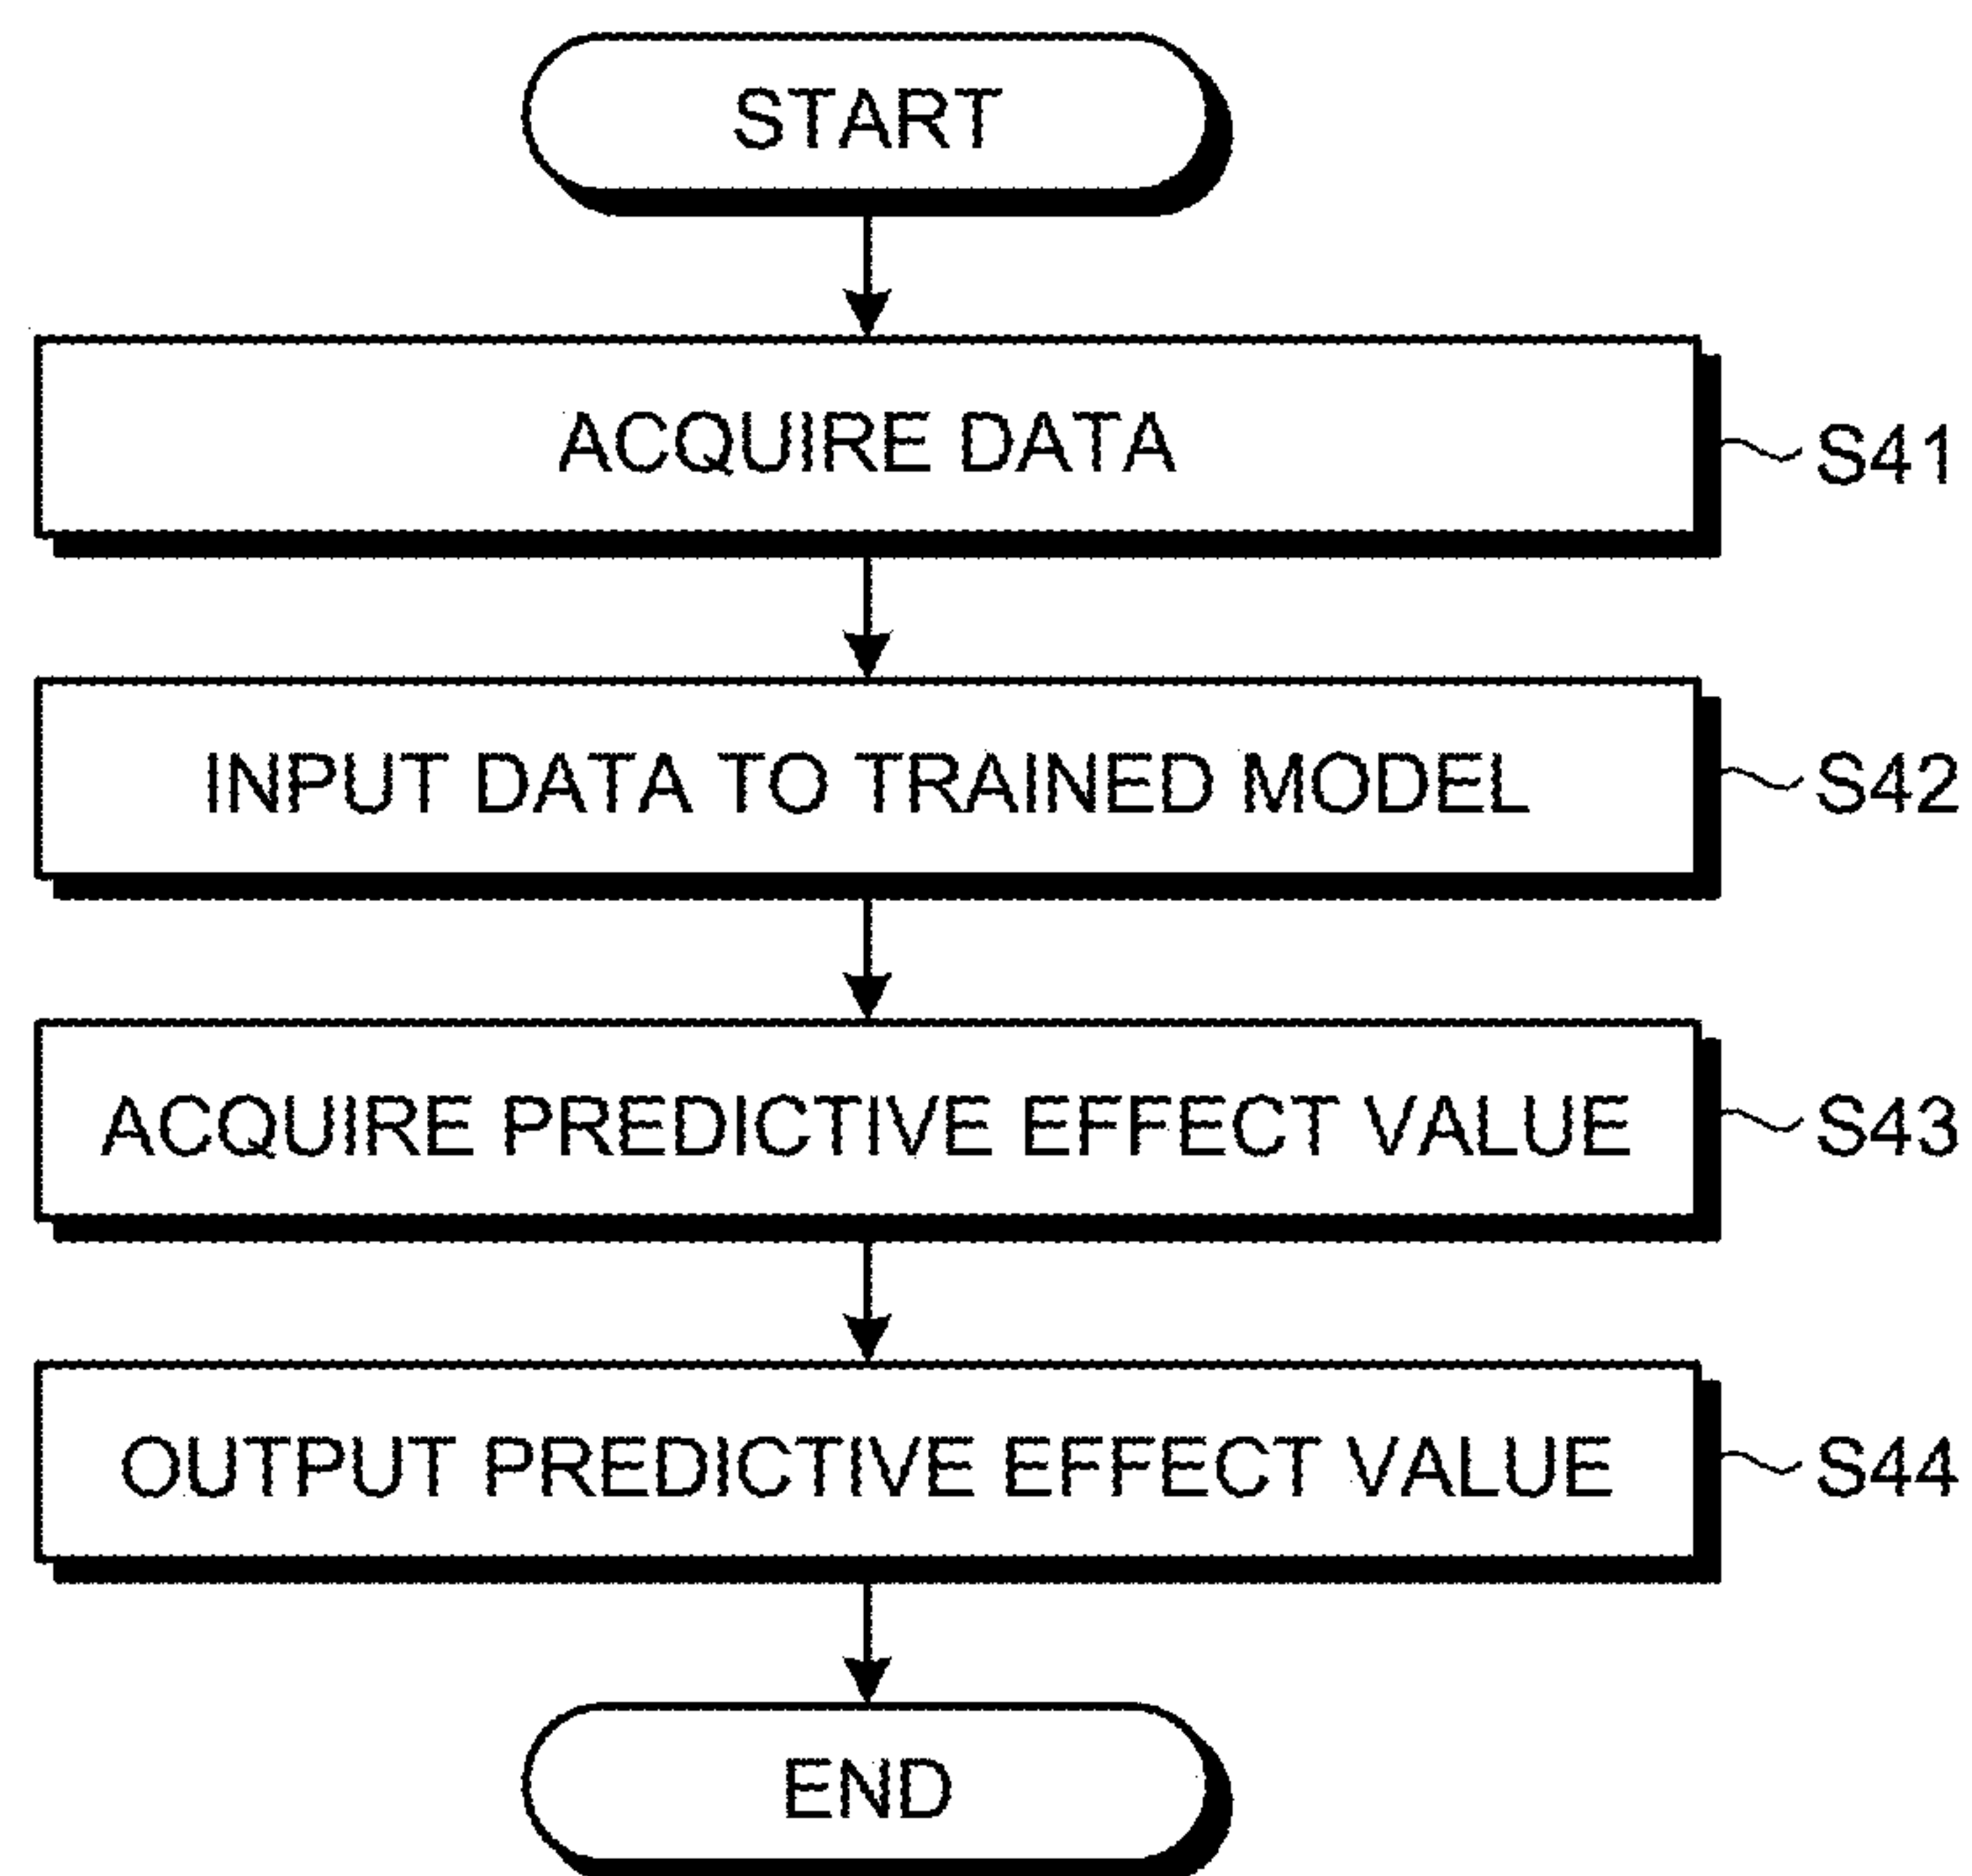 START
ACQUIRE DATA
S41
INPUT DATA TO TRAINED MODEL
S42
ACQUIRE PREDICTIVE EFFECT VALUE
S43
OUTPUT PREDICTIVE EFFECT VALUE
S44
END